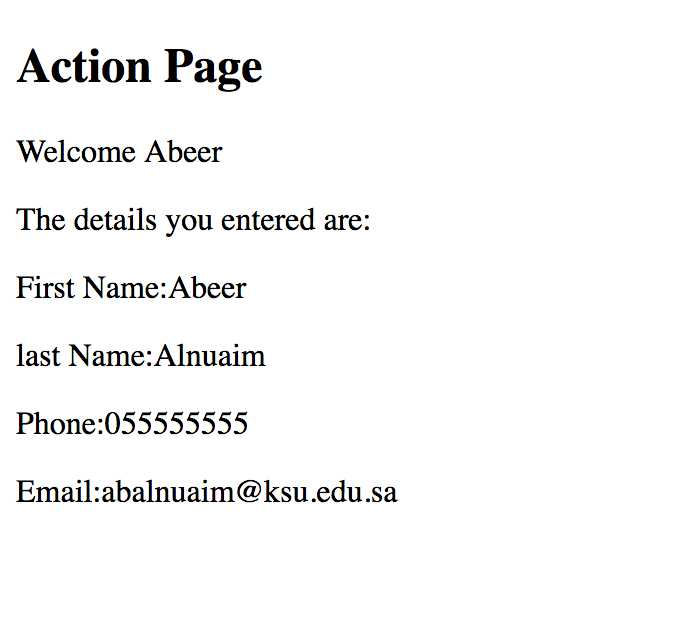 Action Page
Welcome Abeer
The details you entered are:
First Name:Abeer
last Name:Alnuaim
Phone:055555555
Email:abalnuaim@ksu.edu.sa